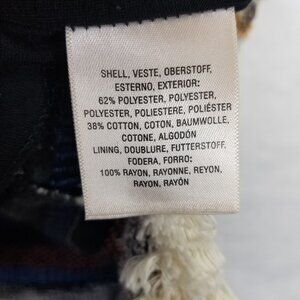 SHELL, VESTE, OBERSTOFF,
ESTERNO, EXTERIOR:
62% POLYESTER, POLYESTER,
POLYESTER, POLIESTERE, POLIÉSTER
38% COTTON, COTON, BAUMWOLLE,
COTONE, ALGODÓN
LINING, DOUBLURE, FUTTERSTOFF,
FODERA, FORRO:
100% RAYON, RAYONNE, REYON,
RAYON, RAYÓN